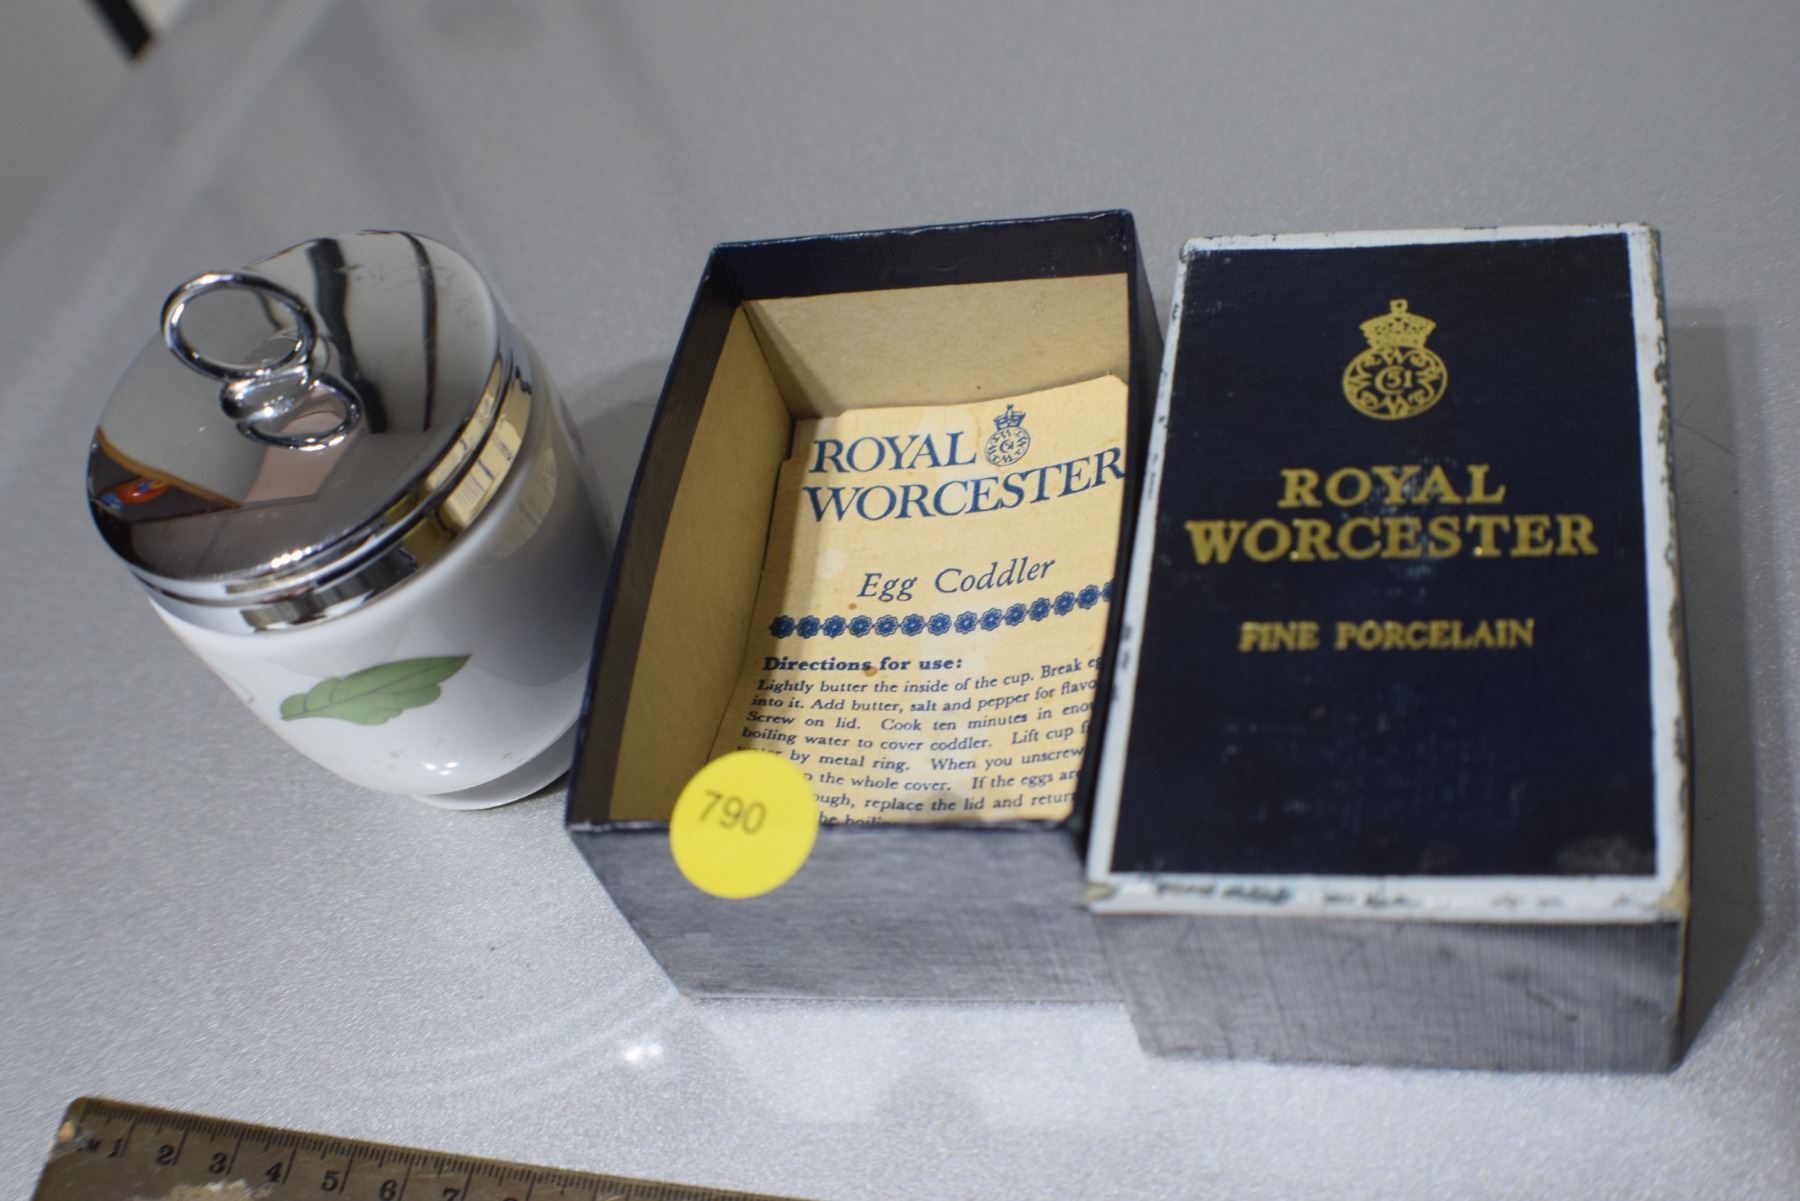 ROYAL
WORCESTER
Egg Coddler
Directions for use:
Lightly butter the inside of the cup. Break
into it. Add butter, salt and pepper for
Screw on lid. Cook ten minutes in
boiling water to cover coddler. Lift cup
by metal ring. When you unscrew
the whole cover. If the eggs
replace the lid and return
790
51
ROYAL
WORCESTER
FINE PORCELAIN
1 2 3 4 5 6 7